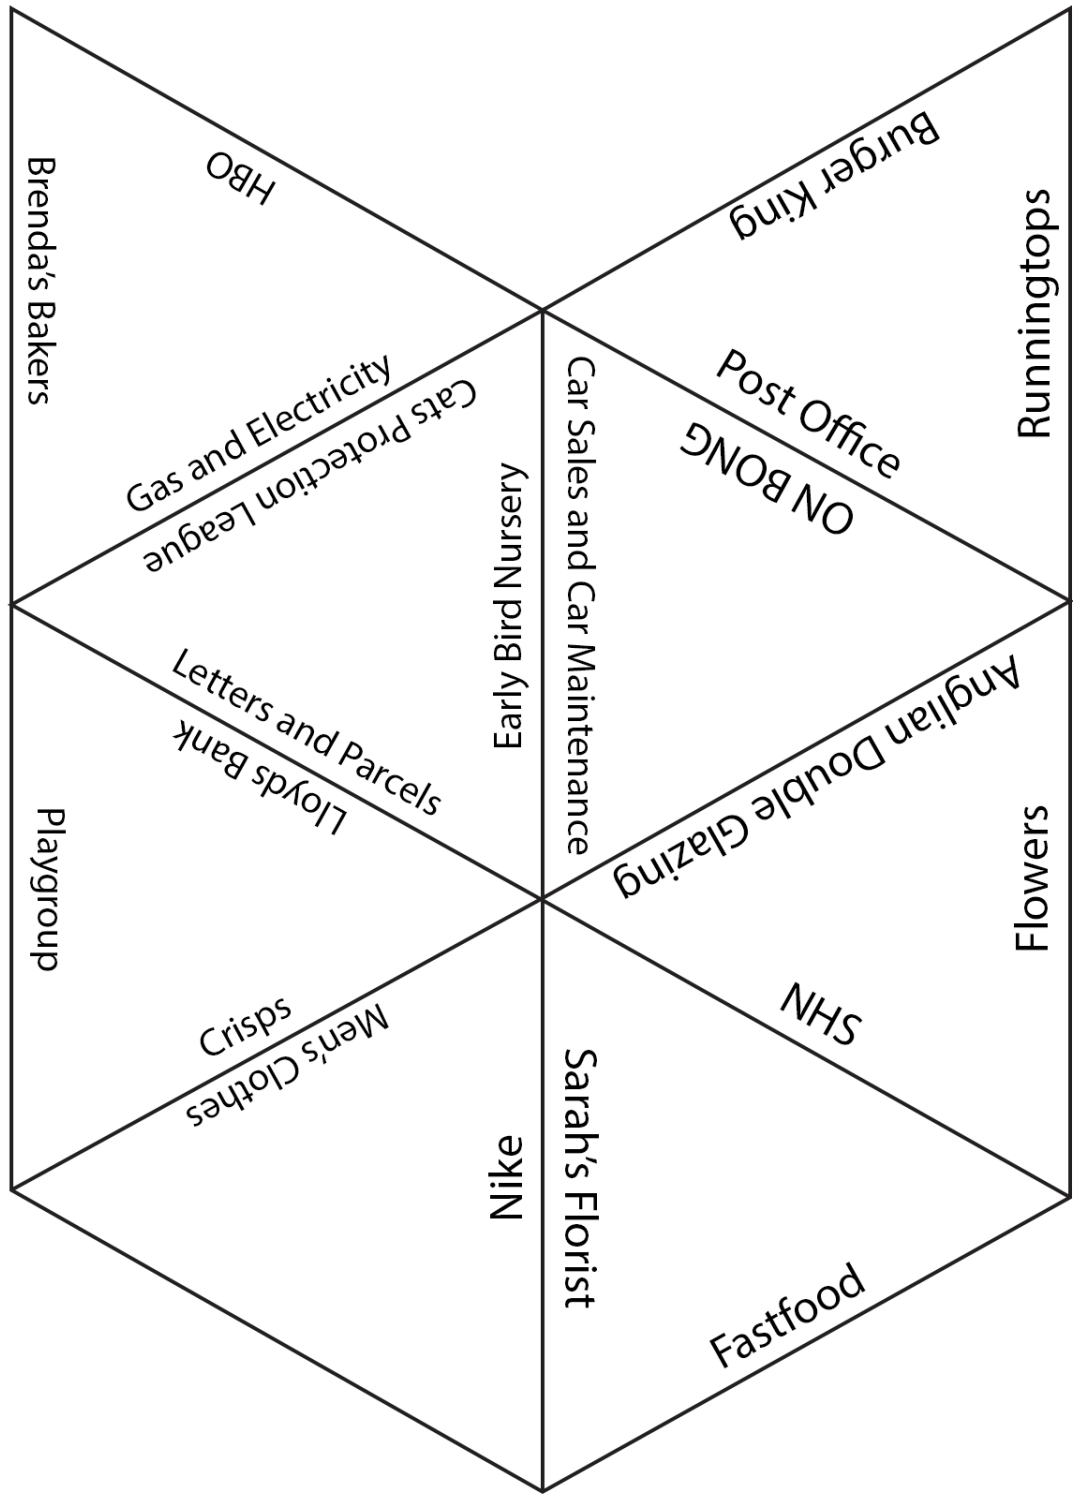 HBO
Brenda's Bakers
Gas and Electricity
Burger King
Runningtops
Post Office
Cats Protection League
Early Bird Nursery
Letters and Parcels
Car Sales and Car Maintenance
ON BONG
Anglian Double Glazing
Lloyds Bank
Playgroup
Crisps
Flowers
NHS
Men's Clothes
Nike
Sarah's Florist
Fastfood